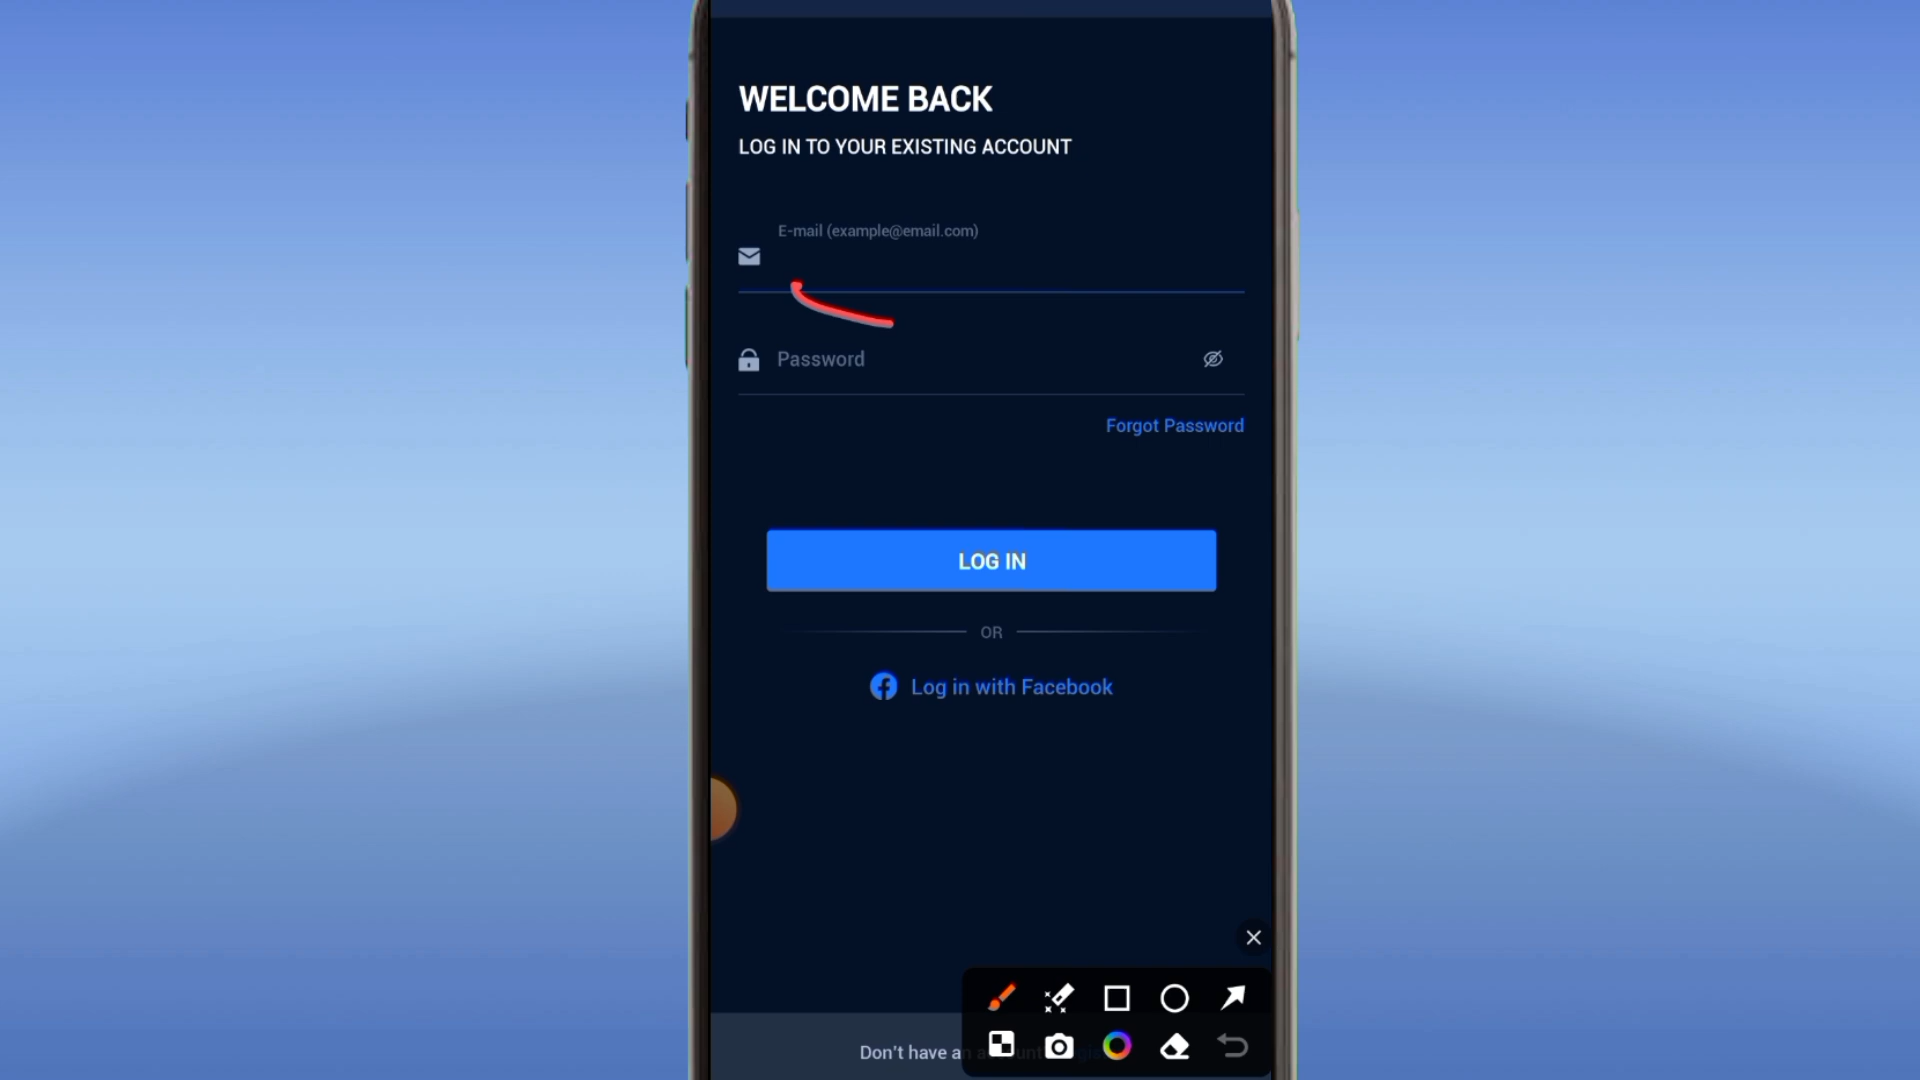 WELCOME BACK
LOG IN TO YOUR EXISTING ACCOUNT
E-mail (example@email.com)
Password
Forgot Password
LOG IN
OR
Log in with Facebook
Don't have an